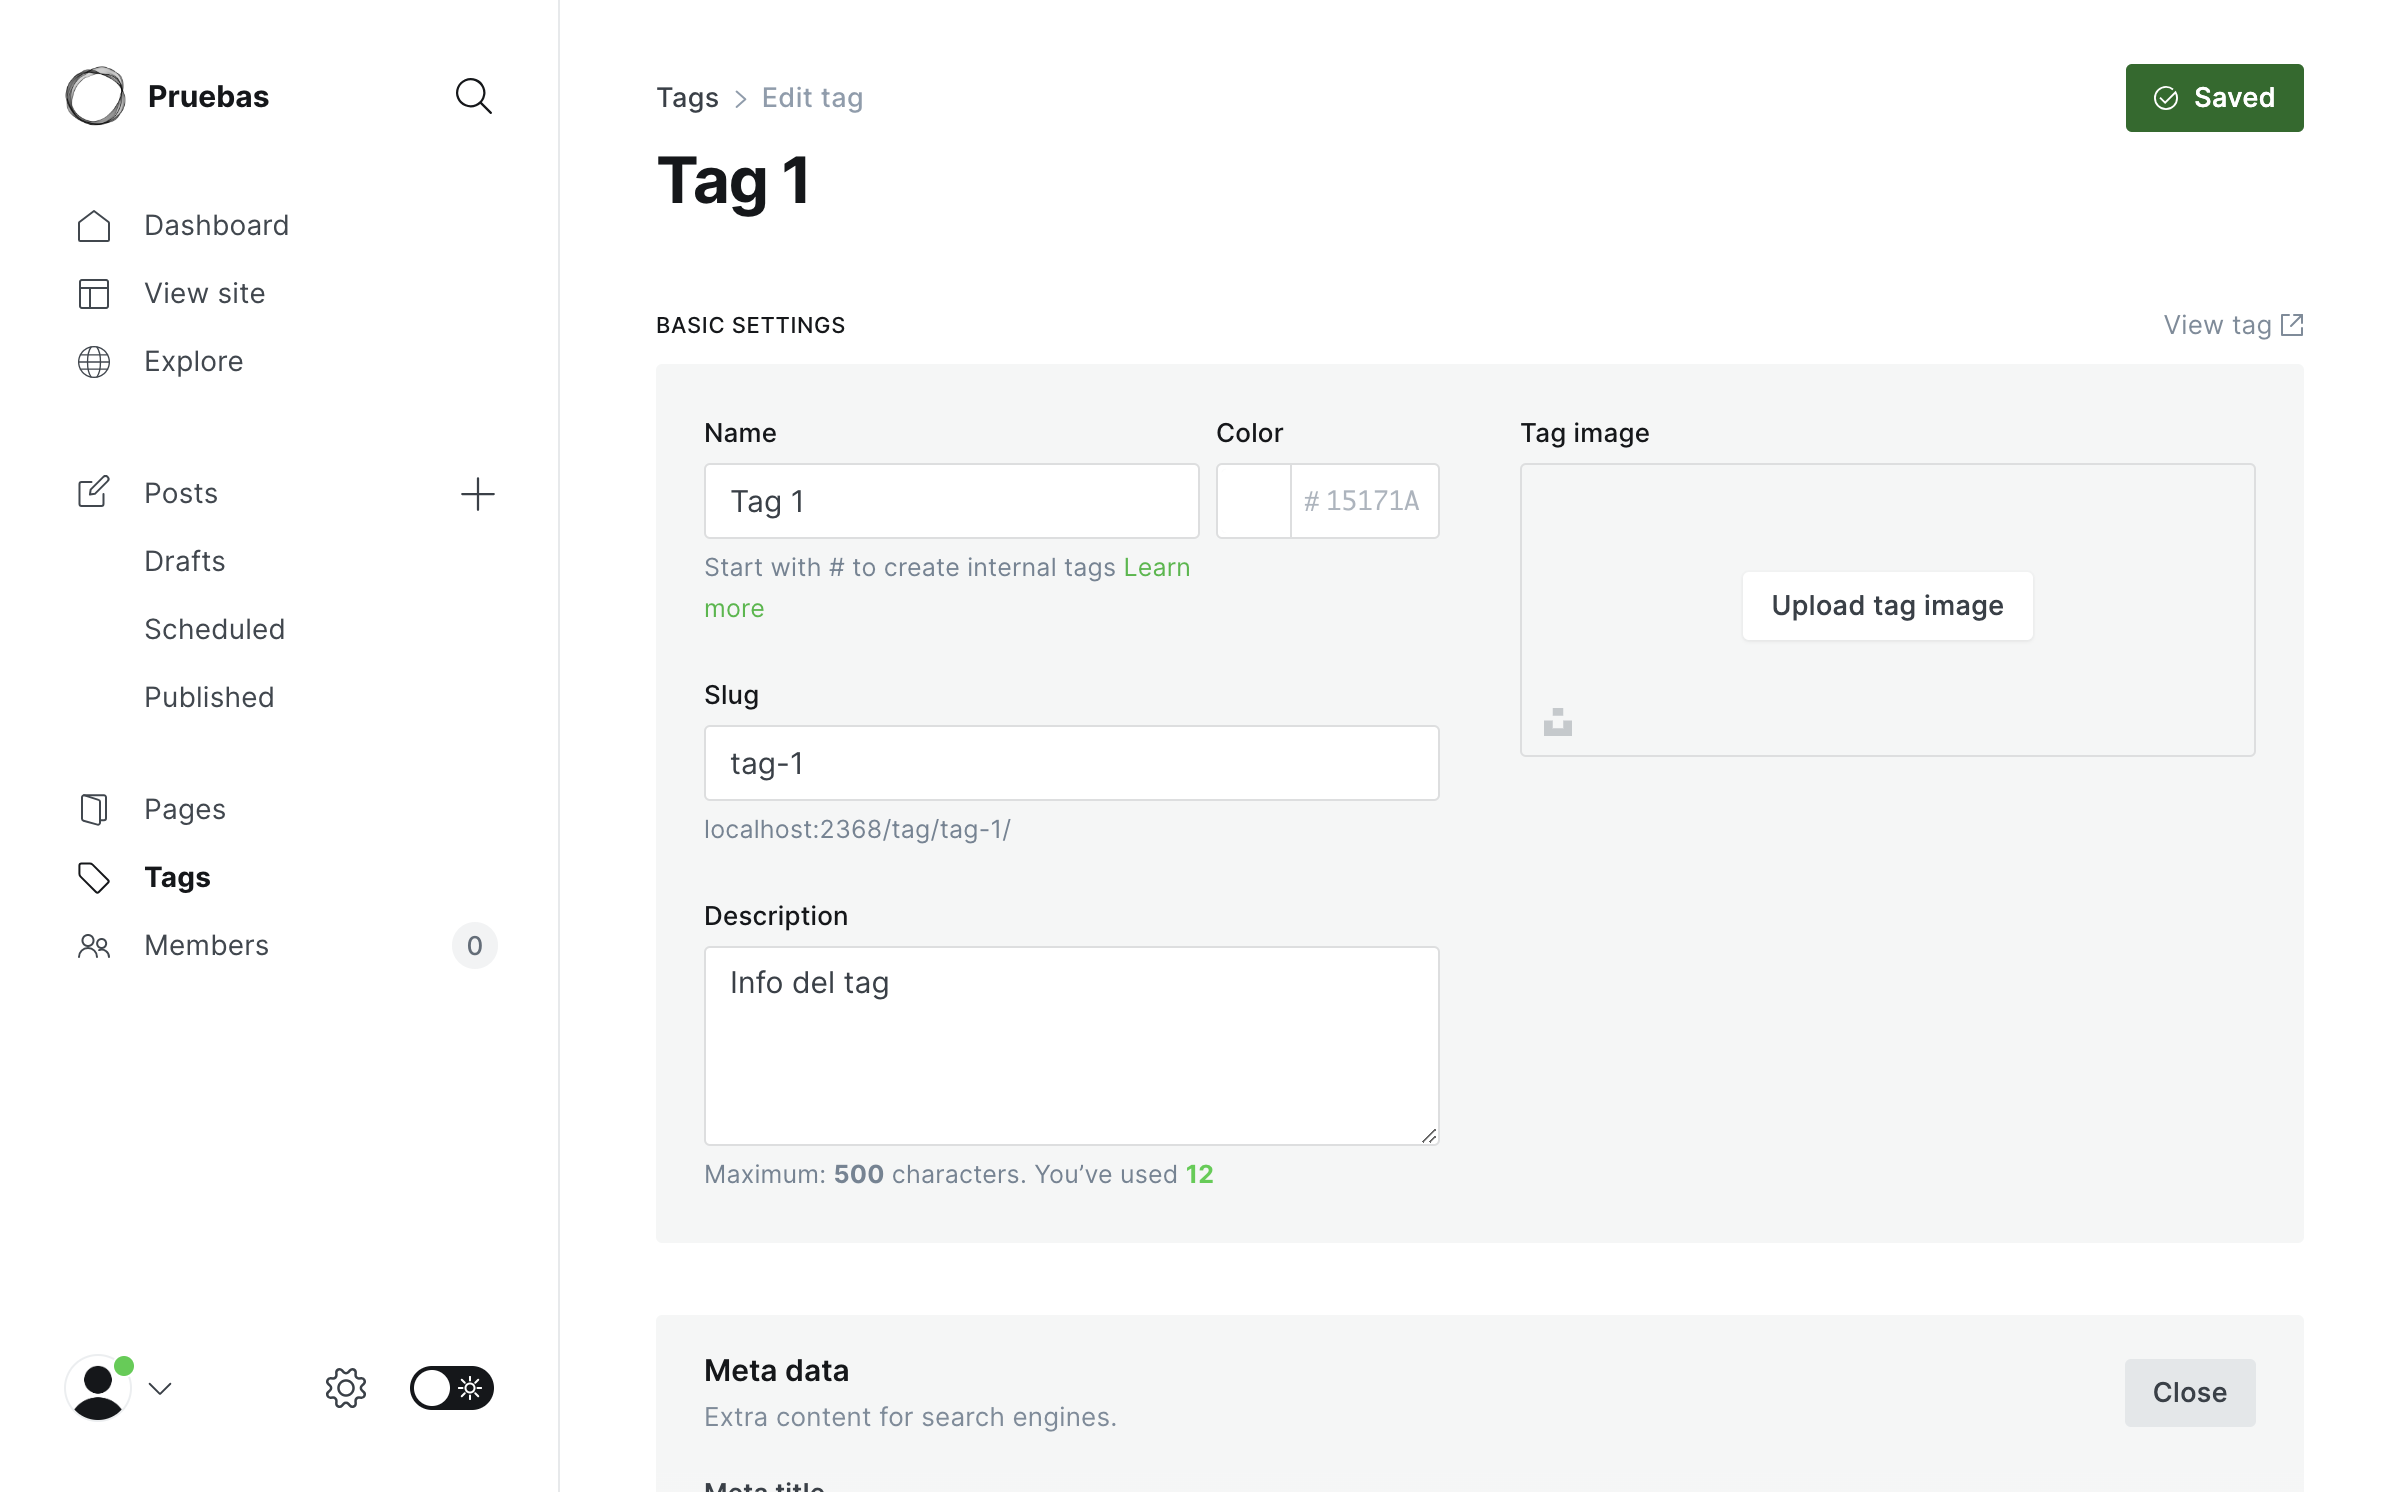 Pruebas
Dashboard
View site
Explore
Posts
Drafts
Scheduled
Published
Pages
Tags
Members 0
Tags > Edit tag
Saved
Tag 1
BASIC SETTINGS
View tag
Name
Tag 1
Color
# 15171A
Start with # to create internal tags Learn
more
Slug
tag-1
localhost:2368/tag/tag-1/
Description
Info del tag
Maximum: 500 characters. You’ve used 12
Tag image
Upload tag image
Meta data
Extra content for search engines.
Close
Meta title